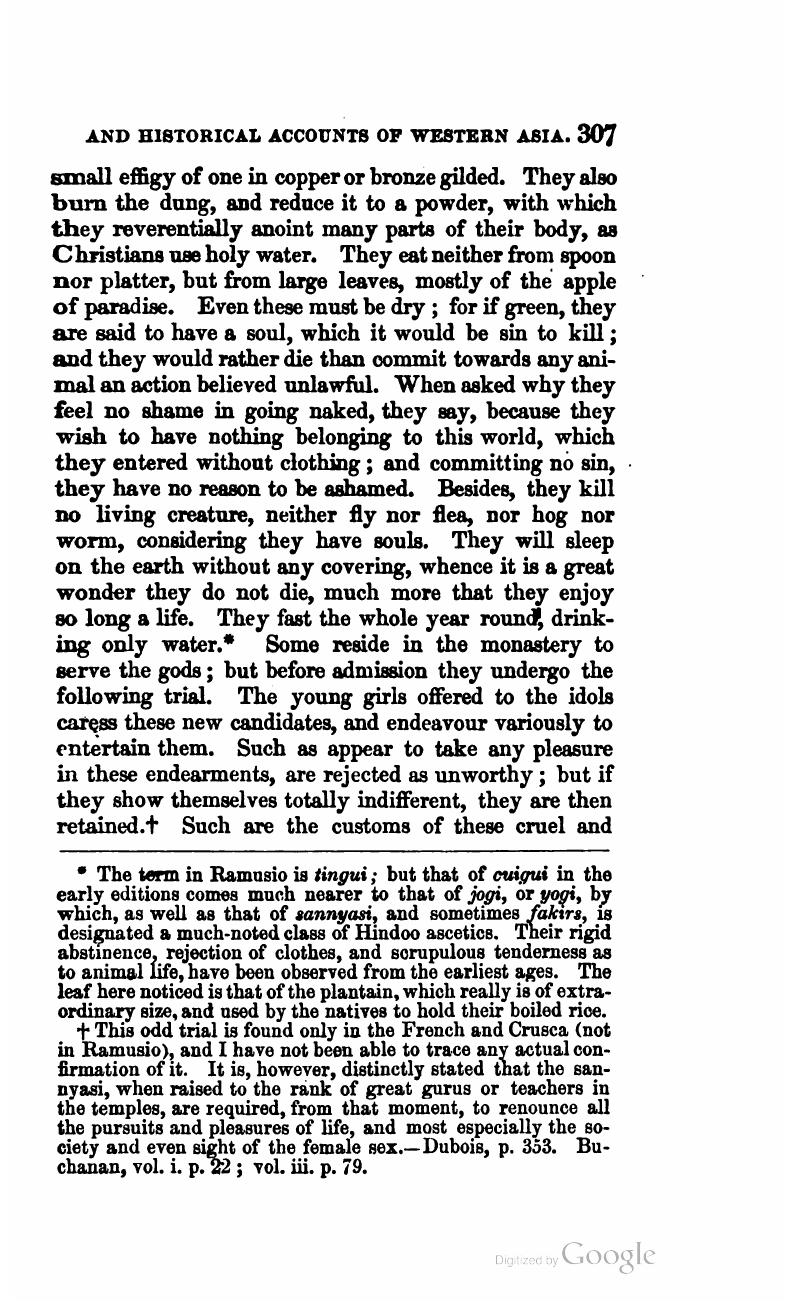 AND HISTORICAL ACCOUNTS OF WESTERN ASIA. 307
small effigy of one in copper or bronze gilded. They also
burn the dung, and reduce it to a powder, with which
they reverentially anoint many parts of their body, as
Christians use holy water. They eat neither from spoon
nor platter, but from large leaves, mostly of the apple
of paradise. Even these must be dry ; for if green, they
are said to have a soul, which it would be sin to kill ;
and they would rather die than commit towards any ani-
mal an action believed unlawful. When asked why they
feel no shame in going naked, they say, because they
wish to have nothing belonging to this world, which
they entered without clothing ; and committing no sin,
they have no reason to be ashamed. Besides, they kill
no living creature, neither fly nor flea, nor hog nor
worm, considering they have souls. They will sleep
on the earth without any covering, whence it is a great
wonder they do not die, much more that they enjoy
so long a life. They fast the whole year round, drink-
ing only water.* Some reside in the monastery to
serve the gods ; but before admission they undergo the
following trial. The young girls offered to the idols
caress these new candidates, and endeavour variously to
entertain them. Such as appear to take any pleasure
in these endearments, are rejected as unworthy ; but if
they show themselves totally indifferent, they are then
retained.† Such are the customs of these cruel and
* The term in Ramusio is tingui ; but that of cuigui in the
early editions comes much nearer to that of jogi, or yogi, by
which, as well as that of sannyasi, and sometimes fakirs, is
designated a much-noted class of Hindoo ascetics. Their rigid
abstinence, rejection of clothes, and scrupulous tenderness as
to animal life, have been observed from the earliest ages. The
leaf here noticed is that of the plantain, which really is of extra-
ordinary size, and used by the natives to hold their boiled rice.
† This odd trial is found only in the French and Crusca (not
in Ramusio), and I have not been able to trace any actual con-
firmation of it. It is, however, distinctly stated that the san-
nyasi, when raised to the rank of great gurus or teachers in
the temples, are required, from that moment, to renounce all
the pursuits and pleasures of life, and most especially the so-
ciety and even sight of the female sex.—Dubois, p. 353. Bu-
chanan, vol. i. p. 22 ; vol. iii. p. 79.
Digitized by Google